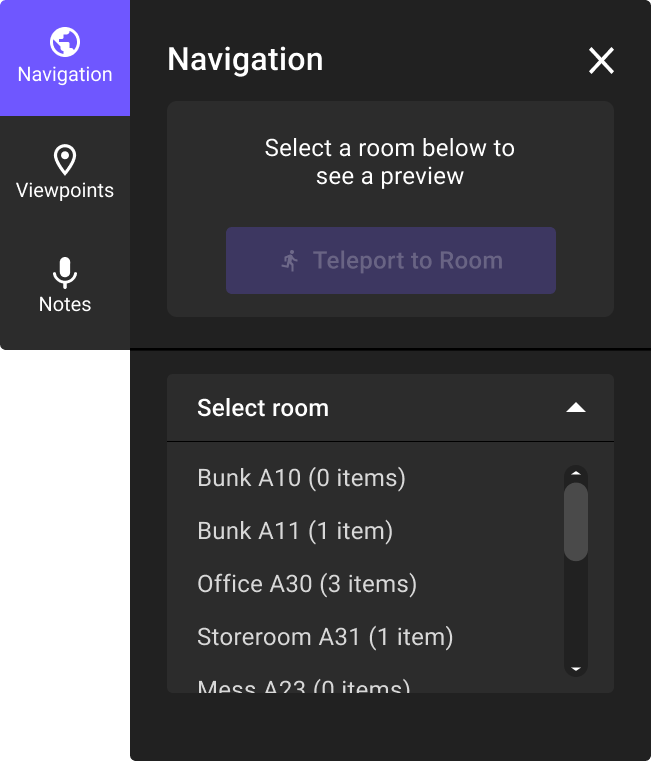 Navigation
Viewpoints
Notes
Navigation
Select a room below to
see a preview
Teleport to Room
Select room
Bunk A10 (0 items)
Bunk A11 (1 item)
Office A30 (3 items)
Storeroom A31 (1 item)
Mess A23 (0 items)